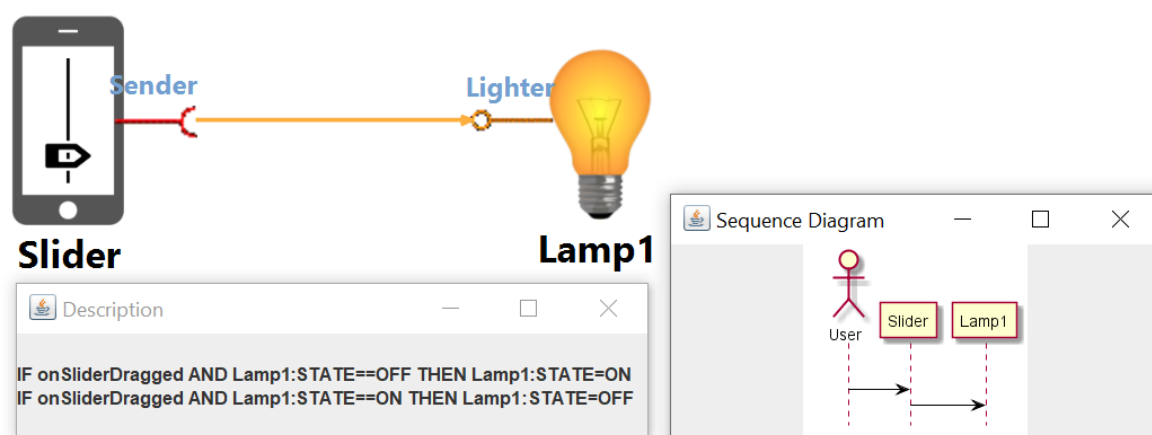 Sender
Lighter
Slider
Lamp1
Description
IF onSliderDragged AND Lamp1:STATE==OFF THEN Lamp1:STATE=ON
IF onSliderDragged AND Lamp1:STATE==ON THEN Lamp1:STATE=OFF
Sequence Diagram
User
Slider
Lamp1